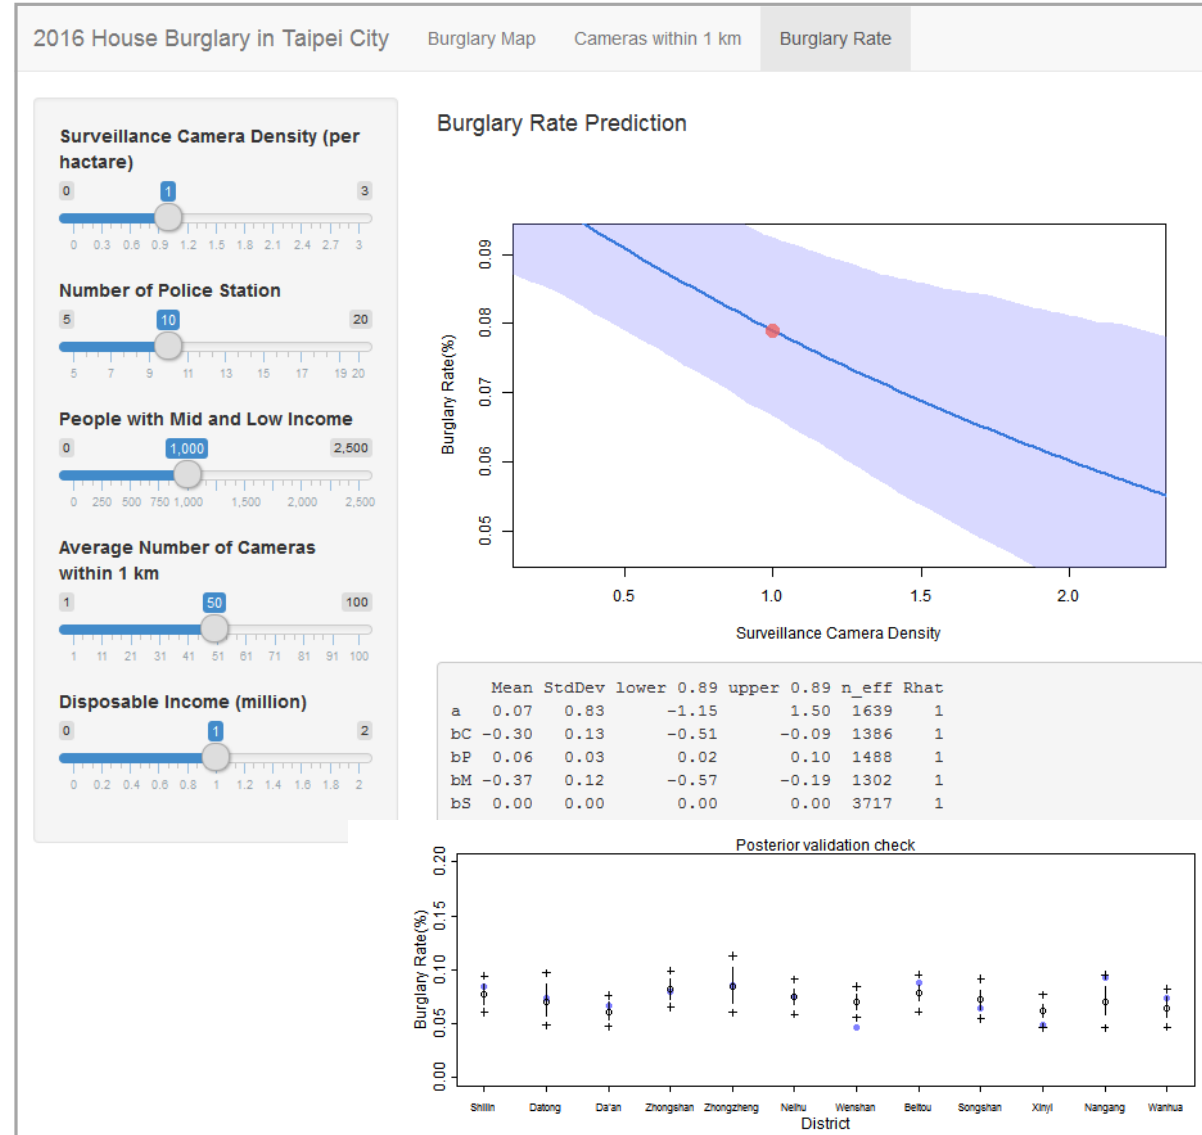 2016 House Burglary in Taipei City Burglary Map Cameras within 1 km Burglary Rate
Surveillance Camera Density (per
hactare)
0 1 3
0 0.3 0.6 0.9 1.2 1.5 1.8 2.1 2.4 2.7 3
Number of Police Station
5 10 20
5 7 9 11 13 15 17 19 20
People with Mid and Low Income
0 1,000 2,500
0 250 500 750 1,000 1,500 2,000 2,500
Average Number of Cameras
within 1 km
1 50 100
1 11 21 31 41 51 61 71 81 91 100
Disposable Income (million)
0 1 2
0 0.2 0.4 0.6 0.8 1 1.2 1.4 1.6 1.8 2
Burglary Rate Prediction
Burglary Rate(%)
0.09
0.08
0.07
0.06
0.05
0.5 1.0 1.5 2.0
Surveillance Camera Density
Mean StdDev lower 0.89 upper 0.89 n_eff Rhat
a 0.07 0.83 -1.15 1.50 1639 1
bC -0.30 0.13 -0.51 -0.09 1386 1
bP 0.06 0.03 0.02 0.10 1488 1
bM -0.37 0.12 -0.57 -0.19 1302 1
bS 0.00 0.00 0.00 0.00 3717 1
Posterior validation check
Burglary Rate(%)
0.20
0.15
0.10
0.05
0.00
Shilin Datong Da'an Zhongshan Zhongzheng Neihu Wenshan Beitou Songshan Xinyi Nangang Wanhua
District